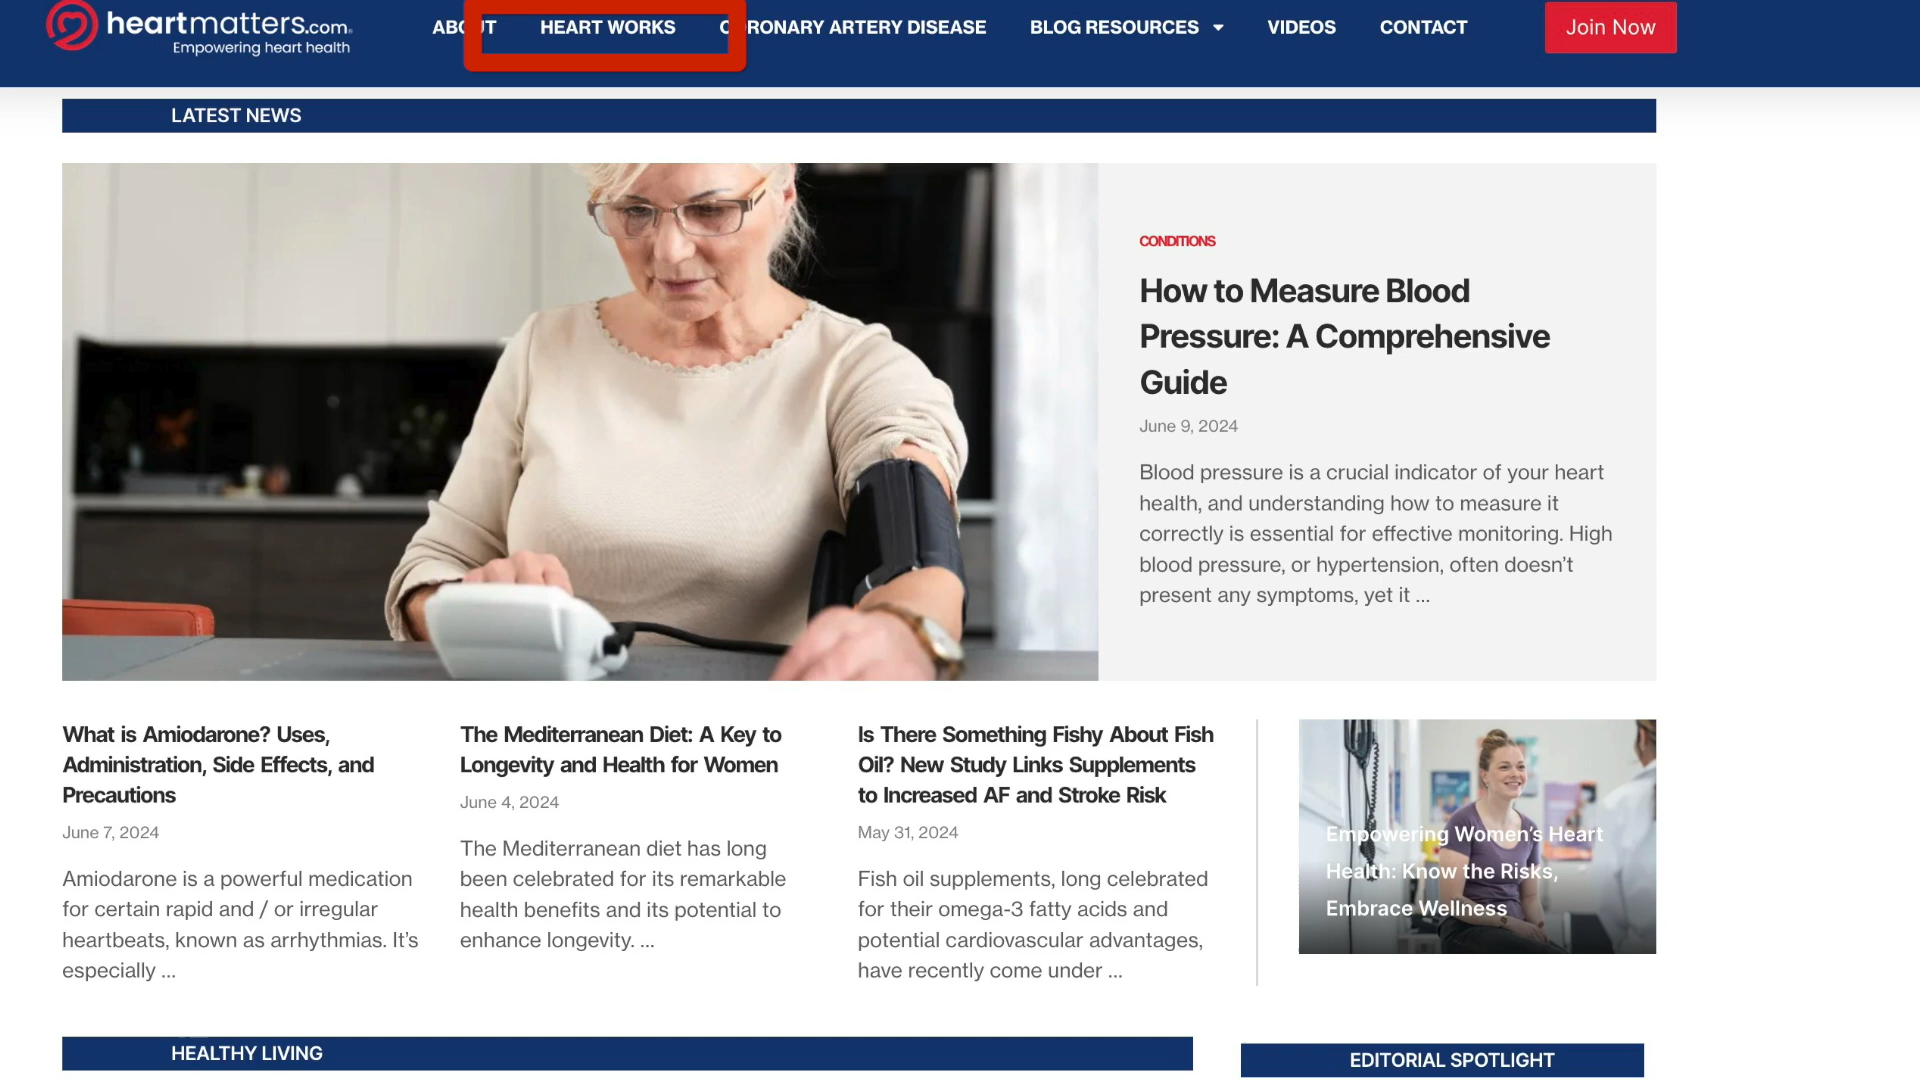 heartmatters.com
Empowering heart health
ABOUT
HEART WORKS
CORONARY ARTERY DISEASE
BLOG RESOURCES
VIDEOS
CONTACT
Join Now
LATEST NEWS
CONDITIONS
How to Measure Blood
Pressure: A Comprehensive
Guide
June 9, 2024
Blood pressure is a crucial indicator of your heart
health, and understanding how to measure it
correctly is essential for effective monitoring. High
blood pressure, or hypertension, often doesn’t
present any symptoms, yet it ...
What is Amiodarone? Uses,
Administration, Side Effects, and
Precautions
June 7, 2024
Amiodarone is a powerful medication
for certain rapid and / or irregular
heartbeats, known as arrhythmias. It’s
especially ...
The Mediterranean Diet: A Key to
Longevity and Health for Women
June 4, 2024
The Mediterranean diet has long
been celebrated for its remarkable
health benefits and its potential to
enhance longevity. ...
Is There Something Fishy About Fish
Oil? New Study Links Supplements
to Increased AF and Stroke Risk
May 31, 2024
Fish oil supplements, long celebrated
for their omega-3 fatty acids and
potential cardiovascular advantages,
have recently come under ...
Empowering Women’s Heart
Health: Know the Risks,
Embrace Wellness
HEALTHY LIVING
EDITORIAL SPOTLIGHT